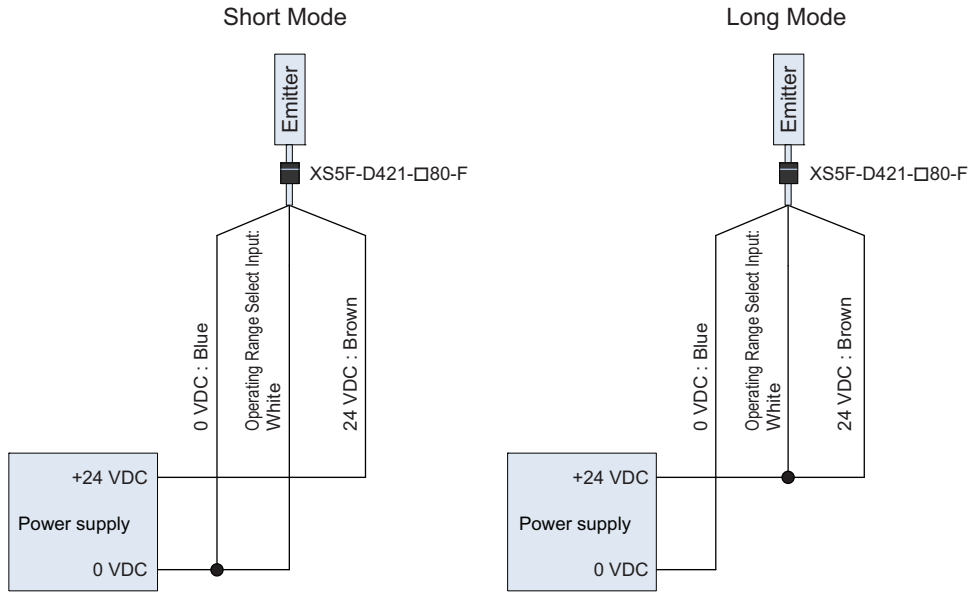 Short Mode
Emitter
XS5F-D421-□80-F
0 VDC : Blue
Operating Range Select Input:
White
24 VDC : Brown
+24 VDC
Power supply
0 VDC
Long Mode
Emitter
XS5F-D421-□80-F
0 VDC : Blue
Operating Range Select Input:
White
24 VDC : Brown
+24 VDC
Power supply
0 VDC